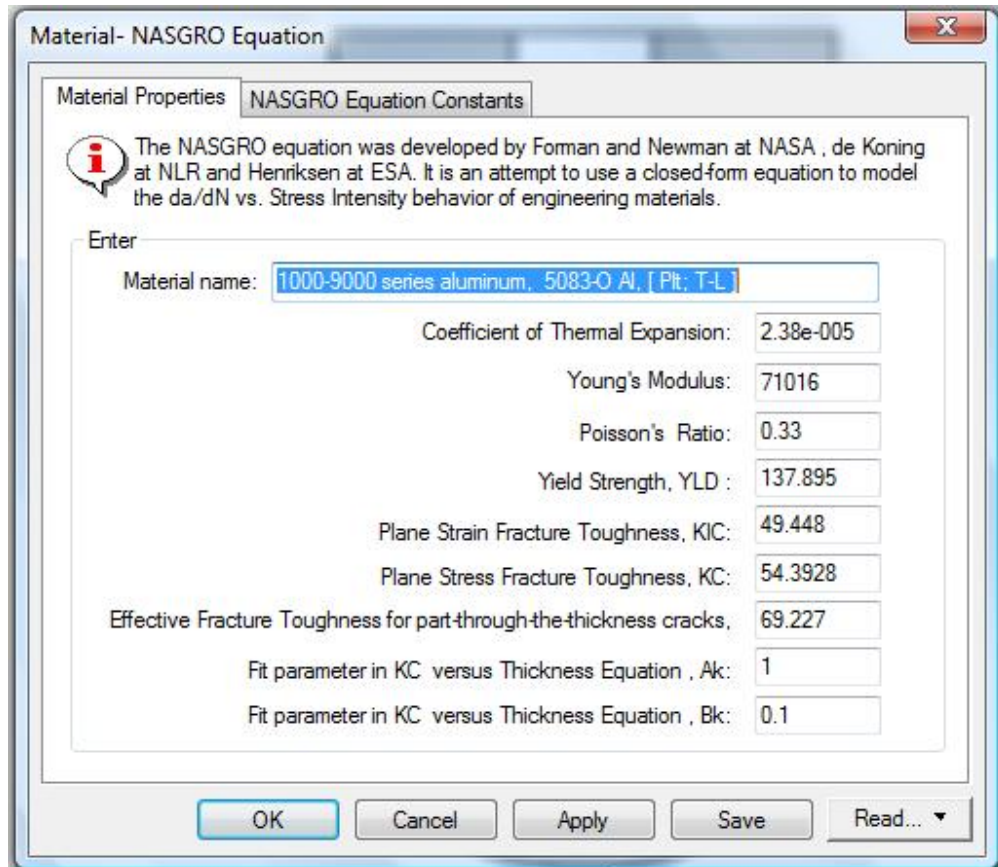 Material- NASGRO Equation
Material Properties
NASGRO Equation Constants
The NASGRO equation was developed by Forman and Newman at NASA , de Koning
at NLR and Henriksen at ESA. It is an attempt to use a closed-form equation to model
the da/dN vs. Stress Intensity behavior of engineering materials.
Enter
Material name: 1000-9000 series aluminum,  5083-O Al, [ Plt; T-L ]
Coefficient of Thermal Expansion: 2.38e-005
Young's Modulus: 71016
Poisson's Ratio: 0.33
Yield Strength, YLD : 137.895
Plane Strain Fracture Toughness, KIC: 49.448
Plane Stress Fracture Toughness, KC: 54.3928
Effective Fracture Toughness for part-through-the-thickness cracks, 69.227
Fit parameter in KC versus Thickness Equation , Ak: 1
Fit parameter in KC versus Thickness Equation , Bk: 0.1
OK Cancel Apply Save Read...